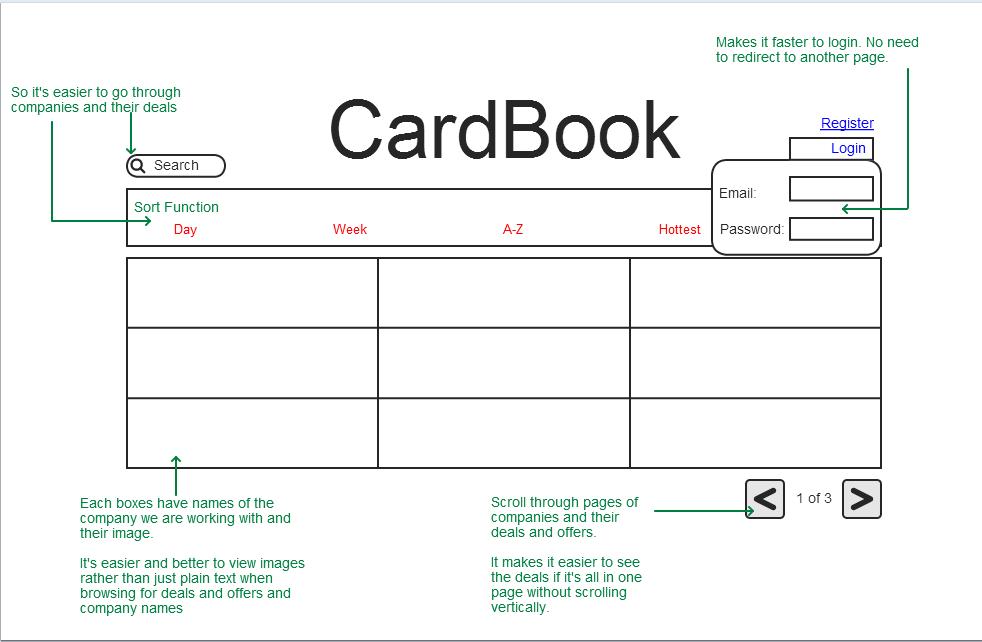 Makes it faster to login. No need
to redirect to another page.
So it's easier to go through
companies and their deals
CardBook
Register
Login
Search
Email:
Password:
Sort Function
Day
Week
A-Z
Hottest
Each boxes have names of the
company we are working with and
their image.
It's easier and better to view images
rather than just plain text when
browsing for deals and offers and
company names
Scroll through pages of
companies and their
deals and offers.
It makes it easier to see
the deals if it's all in one
page without scrolling
vertically.
<
1 of 3
>